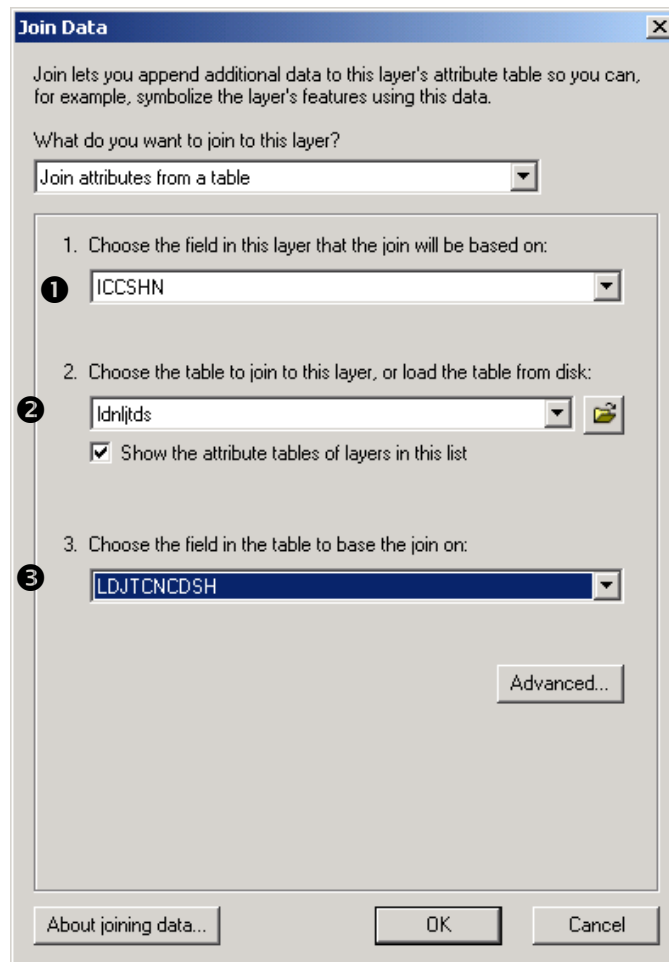 Join Data
Join lets you append additional data to this layer's attribute table so you can,
for example, symbolize the layer's features using this data.
What do you want to join to this layer?
Join attributes from a table
1. Choose the field in this layer that the join will be based on:
❶ ICCSHN
2. Choose the table to join to this layer, or load the table from disk:
❷ ldnljtds
Show the attribute tables of layers in this list
3. Choose the field in the table to base the join on:
❸ LDJTCNCDSH
Advanced...
About joining data... OK Cancel